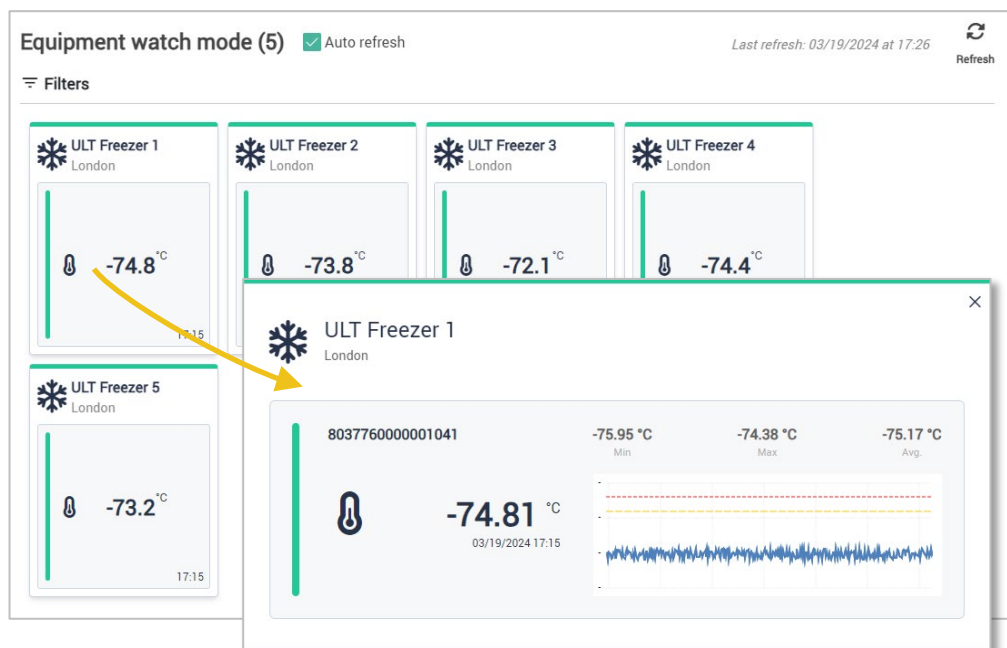 Equipment watch mode (5)
Auto refresh
Last refresh: 03/19/2024 at 17:26
Refresh
Filters
ULT Freezer 1
London
-74.8 °C
17:15
ULT Freezer 2
London
-73.8 °C
ULT Freezer 3
London
-72.1 °C
ULT Freezer 4
London
-74.4 °C
ULT Freezer 5
London
-73.2 °C
17:15
ULT Freezer 1
London
8037760000001041
-75.95 °C
Min
-74.38 °C
Max
-75.17 °C
Avg.
-74.81 °C
03/19/2024 17:15